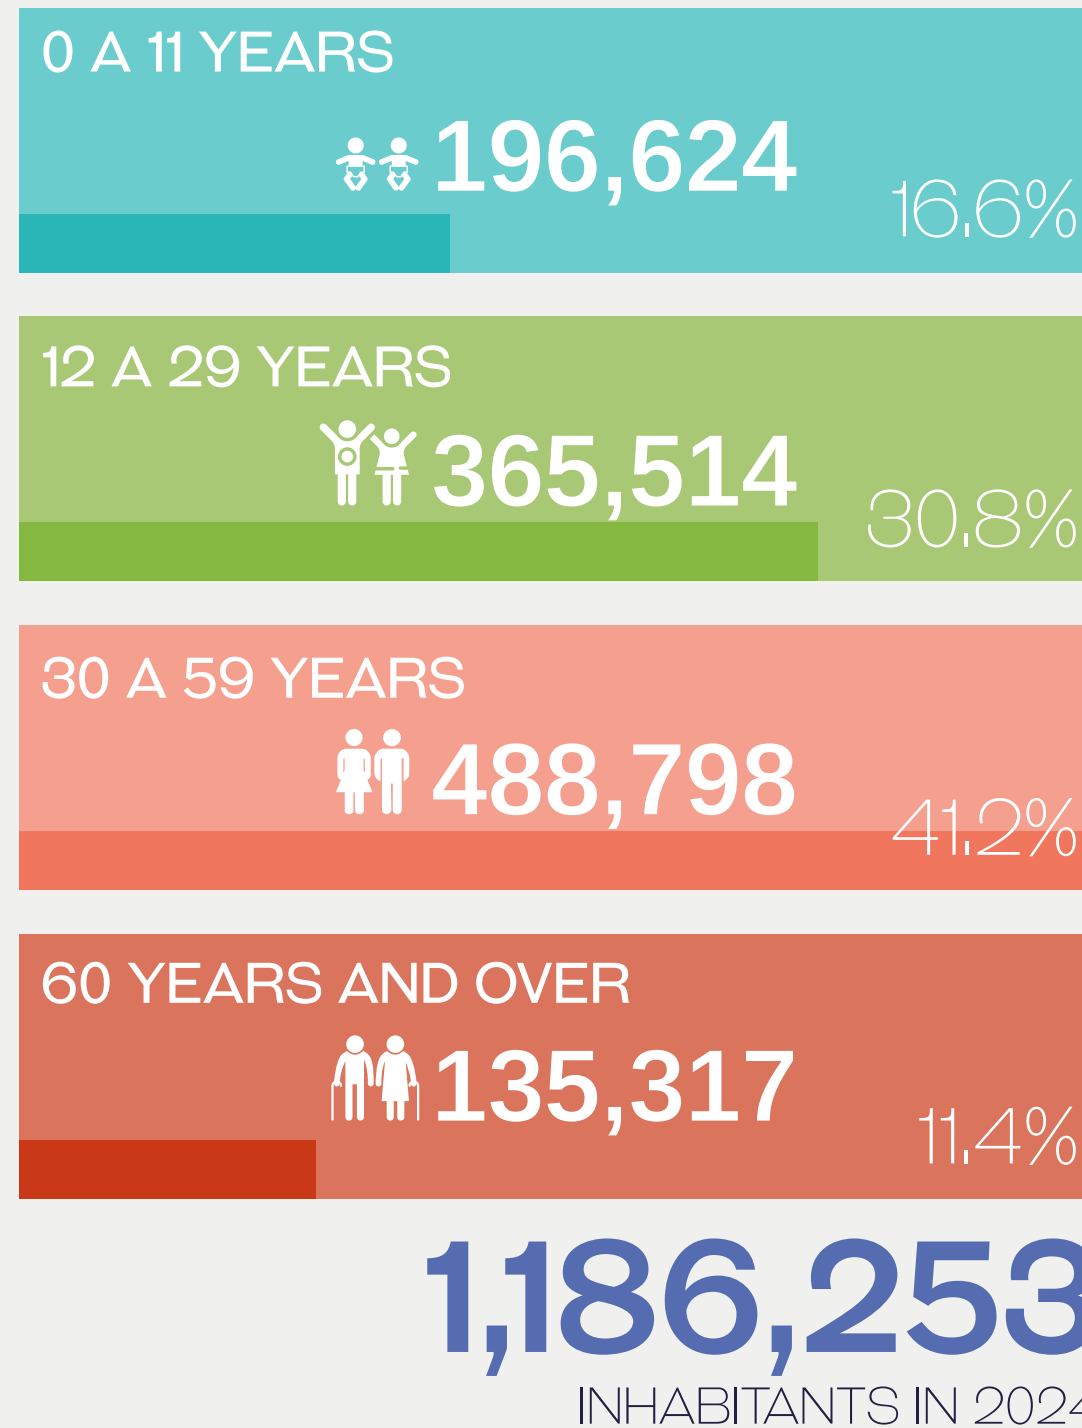 0 A 11 YEARS
196,624
16.6%
12 A 29 YEARS
365,514
30.8%
30 A 59 YEARS
488,798
41.2%
60 YEARS AND OVER
135,317
11.4%
1,186,253
INHABITANTS IN 2024